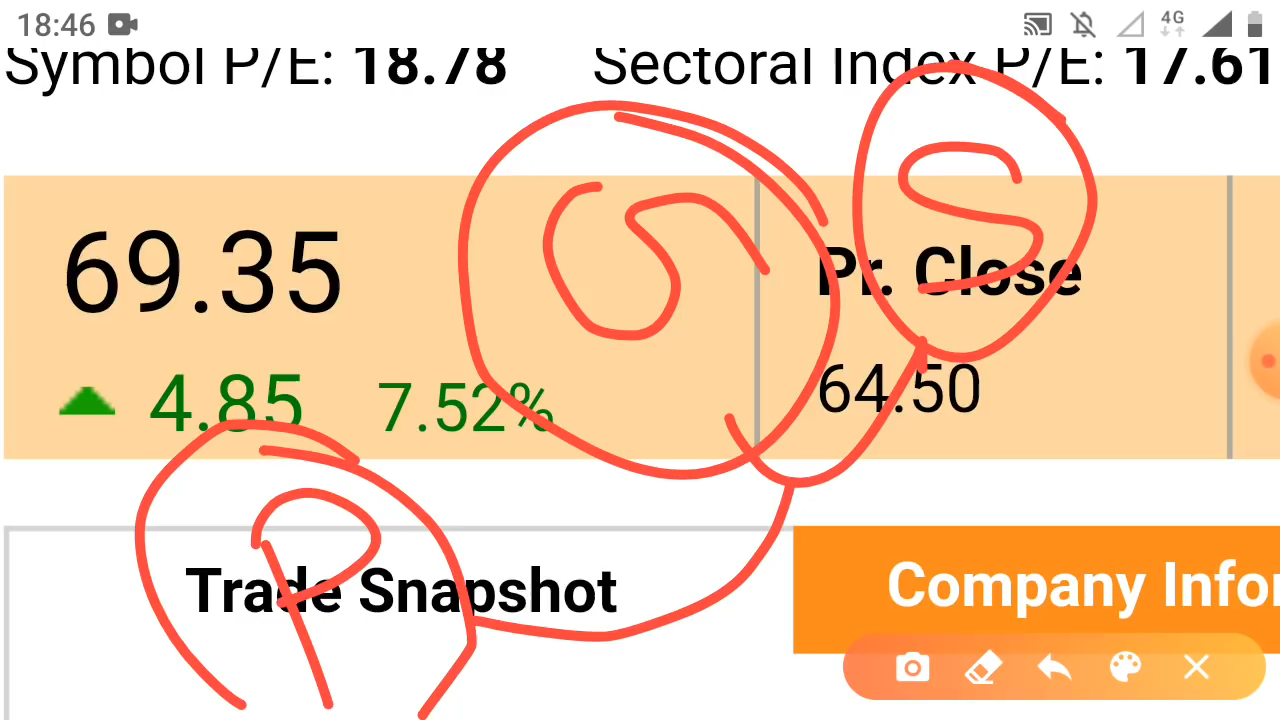 18:46 4G
Symbol P/E: 18.78 Sectoral Index P/E: 17.61
S
69.35 Pr. Close
4.85 7.52% 64.50
P
Trade Snapshot Company Infor